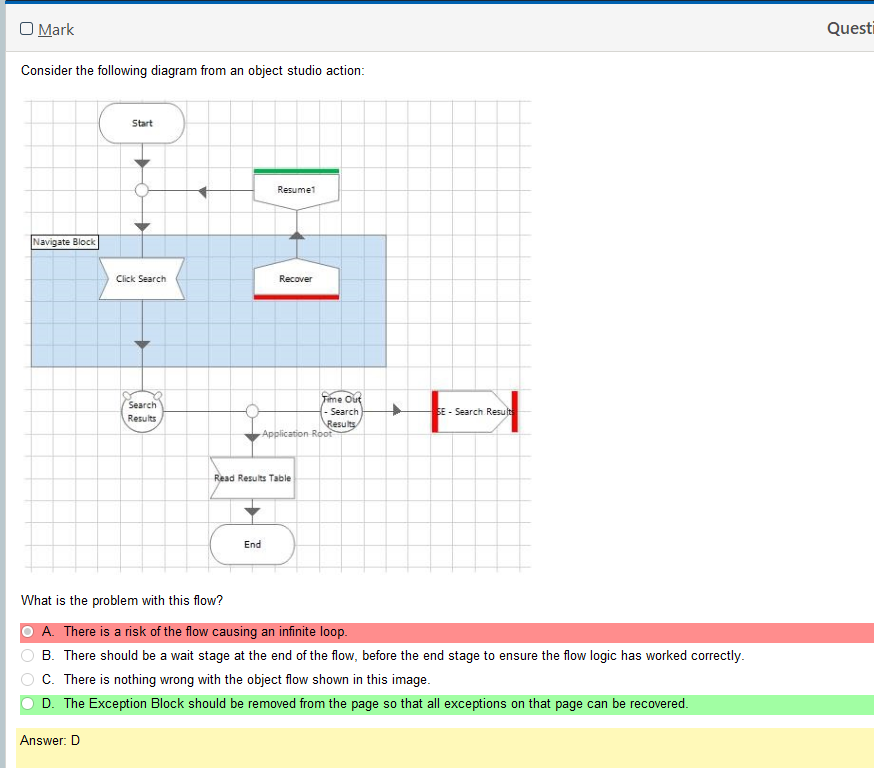 Mark
Questi
Consider the following diagram from an object studio action:
Start
Resume1
Navigate Block
Click Search
Recover
Search
Results
Time Out
- Search
Results
SE - Search Results
Application Root
Read Results Table
End
What is the problem with this flow?
A. There is a risk of the flow causing an infinite loop.
B. There should be a wait stage at the end of the flow, before the end stage to ensure the flow logic has worked correctly.
C. There is nothing wrong with the object flow shown in this image.
D. The Exception Block should be removed from the page so that all exceptions on that page can be recovered.
Answer: D